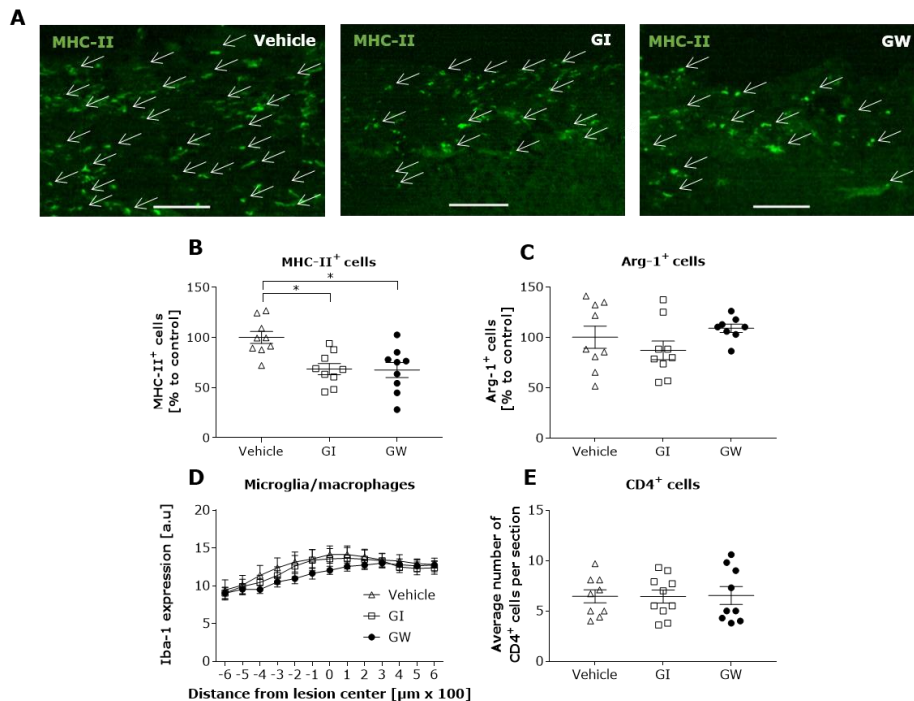 A
MHC-II Vehicle
MHC-II GI
MHC-II GW
B
MHC-II⁺ cells
*
*
MHC-II⁺ cells
[% to control]
150
100
50
0
Vehicle GI GW
C
Arg-1⁺ cells
Arg-1⁺ cells
[% to control]
150
100
50
0
Vehicle GI GW
D
Microglia/macrophages
Iba-1 expression [a.u]
20
15
10
5
0
Vehicle
GI
GW
-6 -5 -4 -3 -2 -1 0 1 2 3 4 5 6
Distance from lesion center [µm x 100]
E
CD4⁺ cells
Average number of
CD4⁺ cells per section
15
10
5
0
Vehicle GI GW